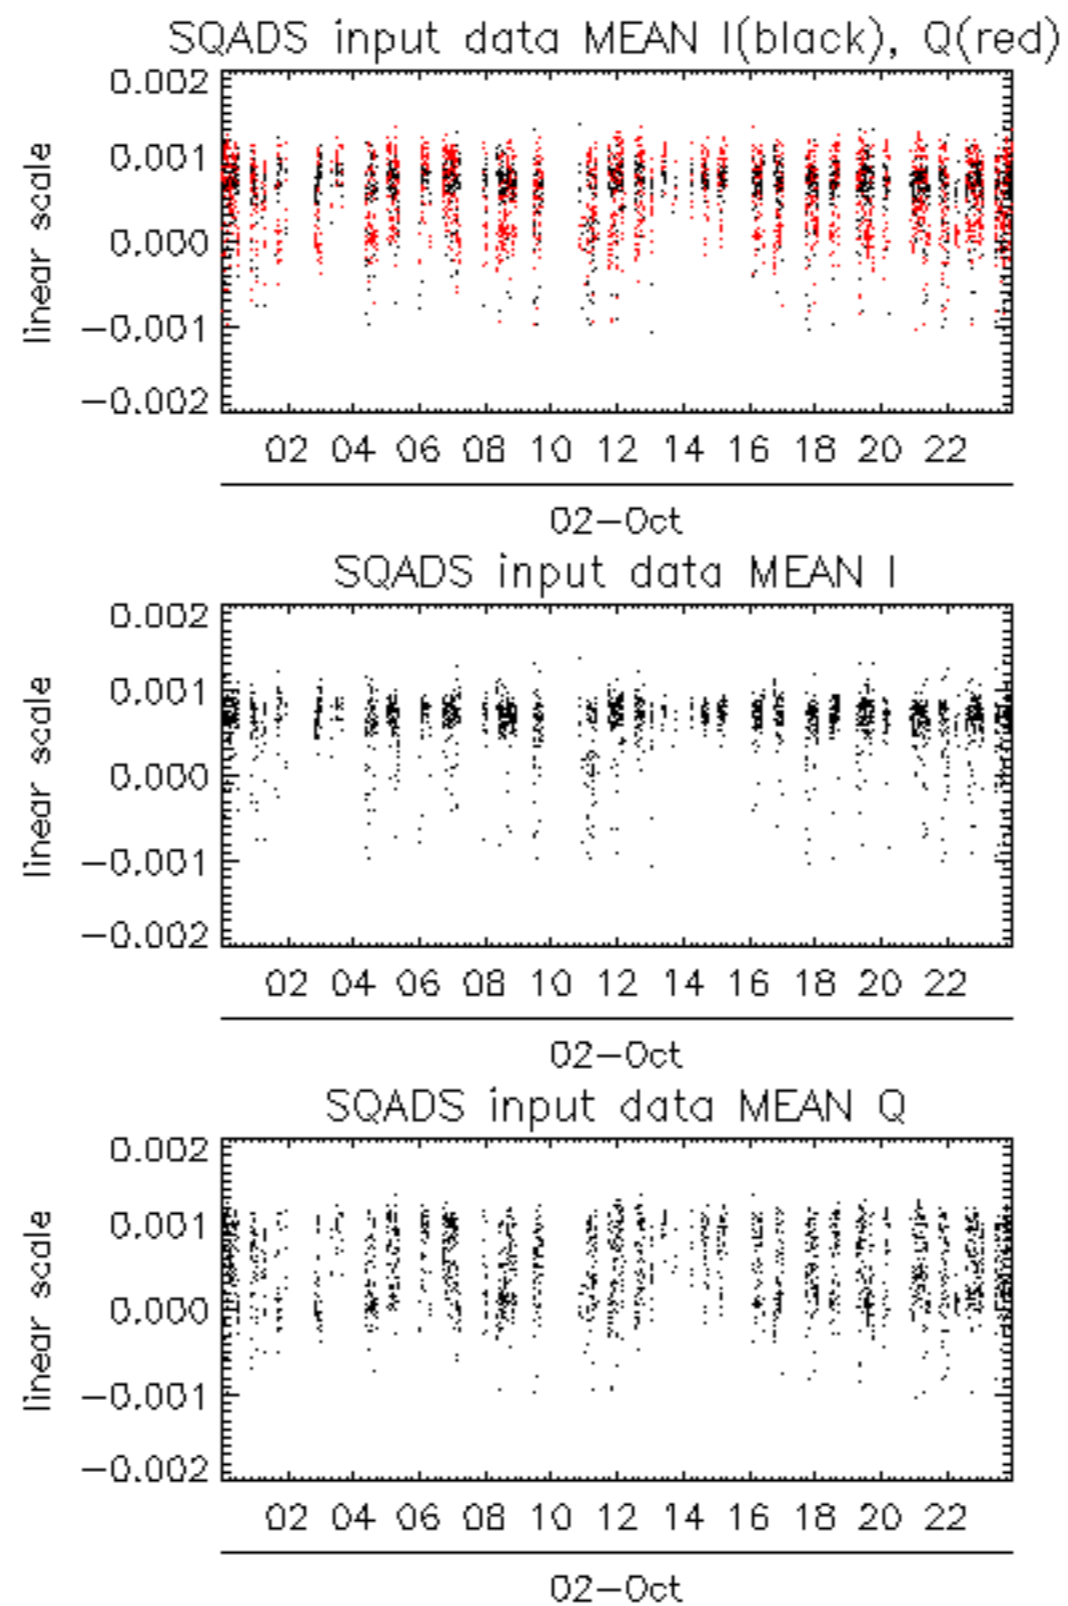 SQADS input data MEAN I(black), Q(red)
0.002
0.001
0.000
−0.001
−0.002
linear scale
02 04 06 08 10 12 14 16 18 20 22
02−Oct
SQADS input data MEAN I
0.002
0.001
0.000
−0.001
−0.002
linear scale
02 04 06 08 10 12 14 16 18 20 22
02−Oct
SQADS input data MEAN Q
0.002
0.001
0.000
−0.001
−0.002
linear scale
02 04 06 08 10 12 14 16 18 20 22
02−Oct